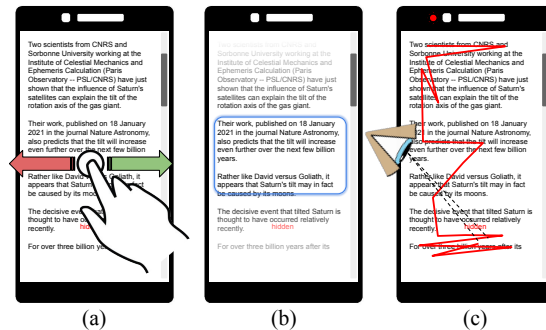 Two scientists from CNRS and
Sorbonne University working at the
Institute of Celestial Mechanics and
Ephemeris Calculation (Paris
Observatory -- PSL/CNRS) have just
shown that the influence of Saturn's
satellites can explain the tilt of the
rotation axis of the gas giant.
Their work, published on 18 January
2021 in the journal Nature Astronomy,
also predicts that the tilt will increase
even further over the next few billion
Rather like David Goliath, it
appears that Saturn's fact
be caused by its
The decisive
thought to have
recently.
hidden
For over three billion
(a)
Two scientists from CNRS and
Sorbonne University working at the
Institute of Celestial Mechanics and
Ephemeris Calculation (Paris
Observatory -- PSL/CNRS) have just
shown that the influence of Saturn's
satellites can explain the tilt of the
rotation axis of the gas giant.
Their work, published on 18 January
2021 in the journal Nature Astronomy,
also predicts that the tilt will increase
even further over the next few billion
years.
Rather like David versus Goliath, it
appears that Saturn's tilt may in fact
be caused by its moons.
The decisive event that tilted Saturn is
thought to have occurred relatively
recently.
hidden
For over three billion years after its
(b)
Two scientists from CNRS and
Sorbonne University working at the
Institute of Celestial Mechanics and
Ephemeris Calculation (Paris
Observatory -- PSL/CNRS) have just
shown that the influence of Saturn's
satellites can explain the tilt of the
rotation axis of the gas giant.
Their work, published on 18 January
2021 in the journal Nature Astronomy,
also predicts that the tilt will increase
even further over the next few billion
years.
Rather like David versus Goliath, it
appears that Saturn's tilt may in fact
be caused by its moons.
The decisive event that tilted Saturn is
thought to have occurred relatively
recently.
hidden
For over three billion years after its
(c)